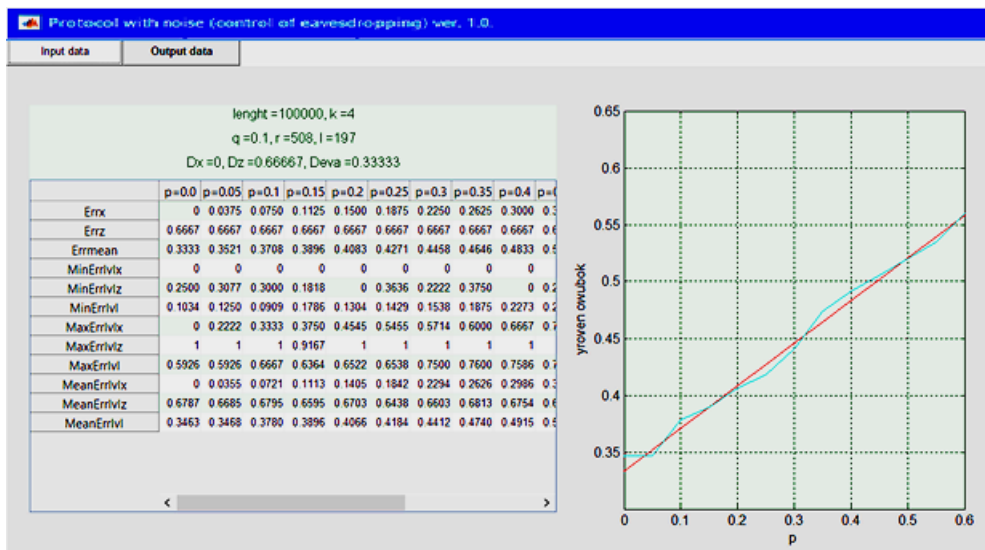 Protocol with noise (control of eavesdropping) ver. 1.0.
Input data Output data
lenght =100000, k =4
q =0.1, r =508, l =197
Dx =0, Dz =0.66667, Deva =0.33333
p=0.0 p=0.05 p=0.1 p=0.15 p=0.2 p=0.25 p=0.3 p=0.35 p=0.4
Errx 0 0.0375 0.0750 0.1125 0.1500 0.1875 0.2250 0.2625 0.3000
Errz 0.6667 0.6667 0.6667 0.6667 0.6667 0.6667 0.6667 0.6667 0.6667
Errmean 0.3333 0.3521 0.3708 0.3896 0.4083 0.4271 0.4458 0.4646 0.4833
MinErrlvlx 0 0 0 0 0 0 0 0 0
MinErrlvlz 0.2500 0.3077 0.3000 0.1818 0 0.3636 0.2222 0.3750 0
MinErrlvl 0.1034 0.1250 0.0909 0.1786 0.1304 0.1429 0.1538 0.1875 0.2273
MaxErrlvlx 0 0.2222 0.3333 0.3750 0.4545 0.5455 0.5714 0.6000 0.6667
MaxErrlvlz 1 1 1 0.9167 1 1 1 1 1
MaxErrlvl 0.5926 0.5926 0.6667 0.6364 0.6522 0.6538 0.7500 0.7600 0.7586
MeanErrlvlx 0 0.0355 0.0721 0.1113 0.1405 0.1842 0.2294 0.2626 0.2986
MeanErrlvlz 0.6787 0.6685 0.6795 0.6595 0.6703 0.6438 0.6603 0.6813 0.6754
MeanErrlvl 0.3463 0.3468 0.3780 0.3896 0.4066 0.4184 0.4412 0.4740 0.4915
yroven owubok
0.65
0.6
0.55
0.5
0.45
0.4
0.35
0 0.1 0.2 0.3 0.4 0.5 0.6
p